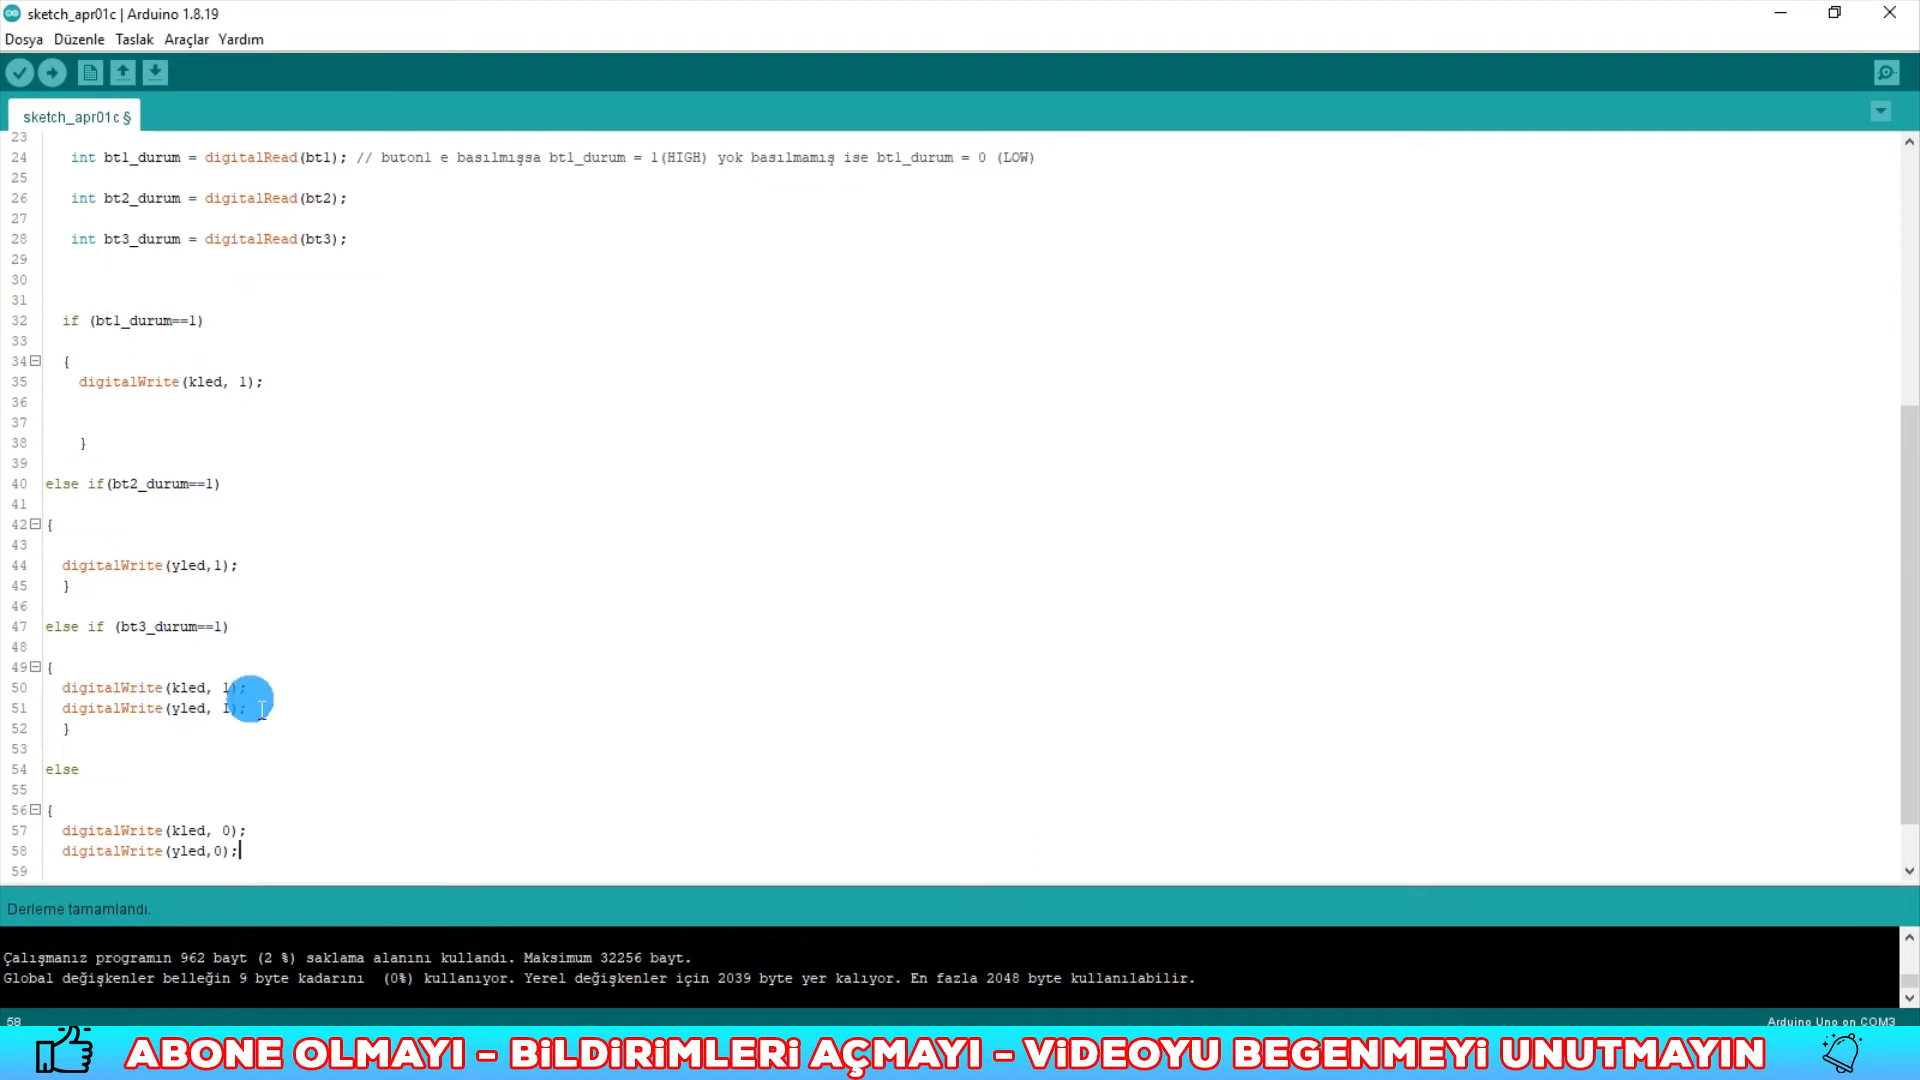 sketch_apr01c | Arduino 1.8.19
Dosya Düzenle Taslak Araçlar Yardım
sketch_apr01c §
23
24 int bt1_durum = digitalRead(bt1); // buton1 e basılmışsa bt1_durum = 1(HIGH) yok basılmamış ise bt1_durum = 0 (LOW)
25
26 int bt2_durum = digitalRead(bt2);
27
28 int bt3_durum = digitalRead(bt3);
29
30
31
32 if (bt1_durum==1)
33
34 {
35 digitalWrite(kled, 1);
36
37
38 }
39
40 else if(bt2_durum==1)
41
42 {
43
44 digitalWrite(yled,1);
45 }
46
47 else if (bt3_durum==1)
48
49 {
50 digitalWrite(kled, 1);
51 digitalWrite(yled, 1);
52 }
53
54 else
55
56 {
57 digitalWrite(kled, 0);
58 digitalWrite(yled,0);
59
Derleme tamamlandı.
Çalışmanız programın 962 bayt (2 %) saklama alanını kullandı. Maksimum 32256 bayt.
Global değişkenler belleğin 9 byte kadarını (0%) kullanıyor. Yerel değişkenler için 2039 byte yer kalıyor. En fazla 2048 byte kullanılabilir.
58 Arduino Uno on COM3
ABONE OLMAYI - BiLDiRiMLERi AÇMAYI - ViDEOYU BEGENMEYi UNUTMAYIN